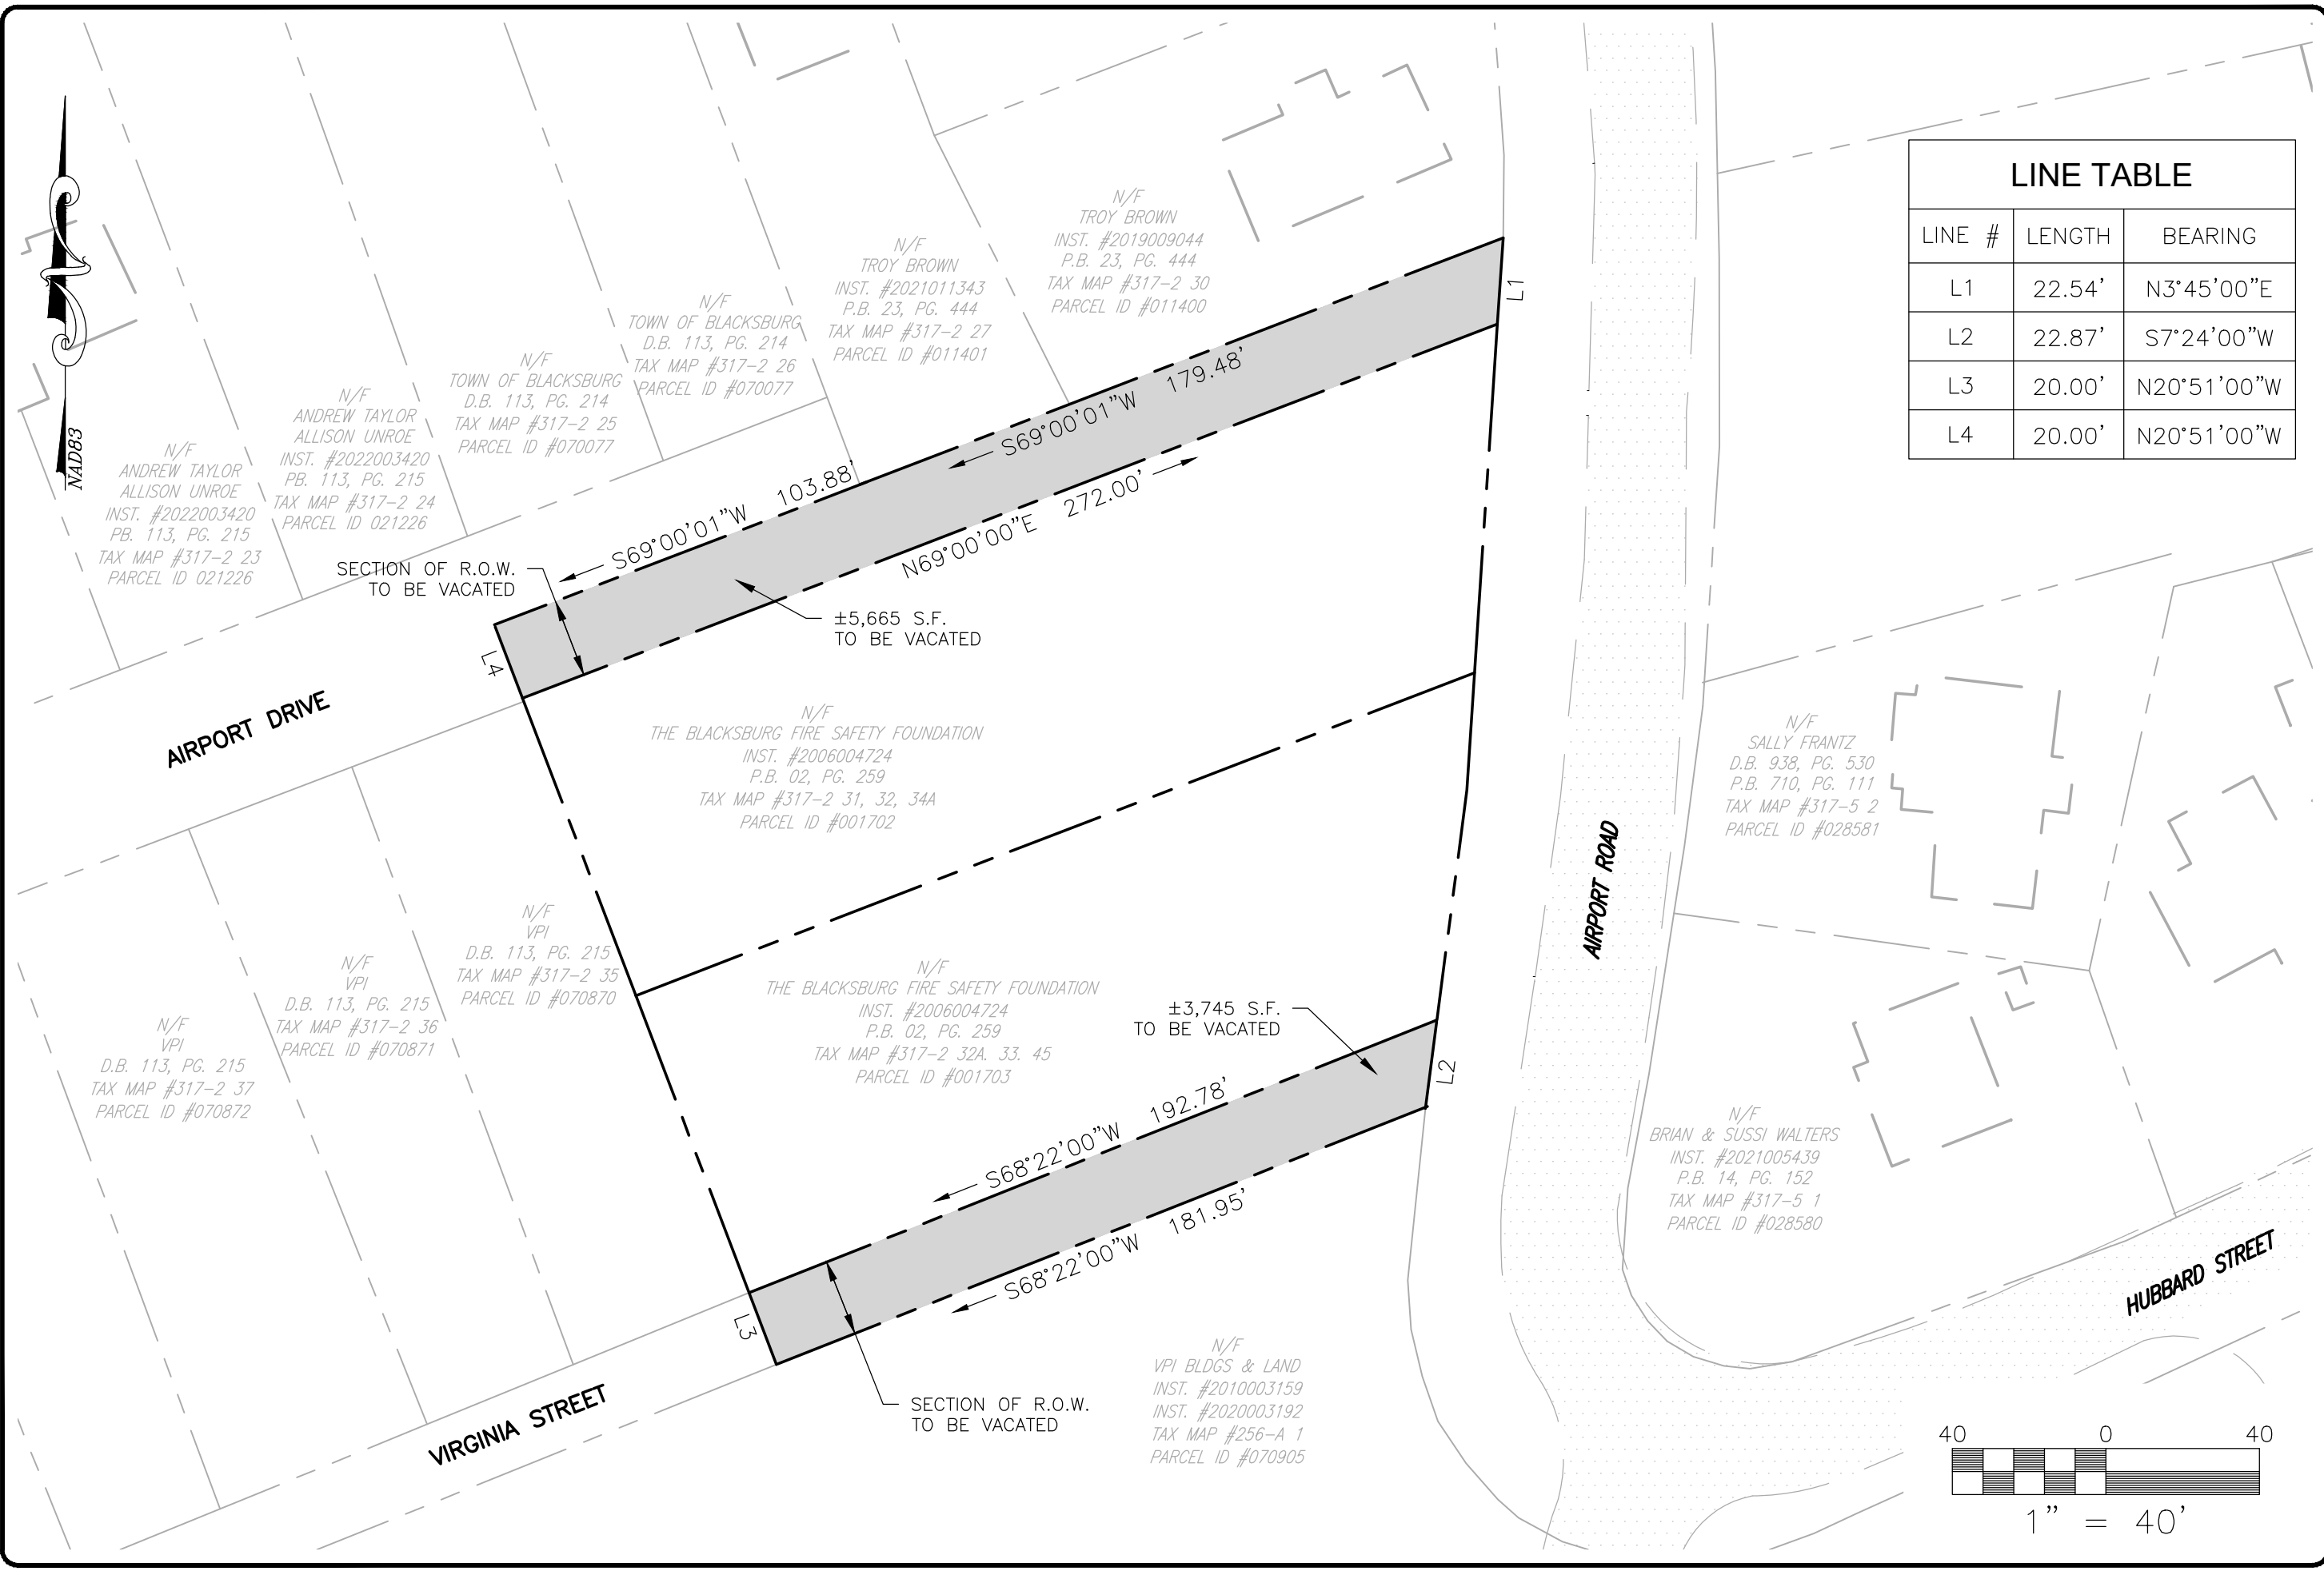 NAD83
LINE TABLE
LINE # LENGTH BEARING
L1 22.54' N3°45'00"E
L2 22.87' S7°24'00"W
L3 20.00' N20°51'00"W
L4 20.00' N20°51'00"W
N/F
TROY BROWN
INST. #2019009044
P.B. 23, PG. 444
TAX MAP #317-2 30
PARCEL ID #011400
N/F
TROY BROWN
INST. #2021011343
P.B. 23, PG. 444
TAX MAP #317-2 27
PARCEL ID #011401
N/F
TOWN OF BLACKSBURG
D.B. 113, PG. 214
TAX MAP #317-2 26
PARCEL ID #070077
N/F
TOWN OF BLACKSBURG
D.B. 113, PG. 214
TAX MAP #317-2 25
PARCEL ID #070077
N/F
ANDREW TAYLOR
ALLISON UNROE
INST. #2022003420
PB. 113, PG. 215
TAX MAP #317-2 24
PARCEL ID 021226
N/F
ANDREW TAYLOR
ALLISON UNROE
INST. #2022003420
PB. 113, PG. 215
TAX MAP #317-2 23
PARCEL ID 021226
L1
S69°00'01"W 179.48'
S69°00'01"W 103.88'
N69°00'00"E 272.00'
SECTION OF R.O.W.
TO BE VACATED
±5,665 S.F.
TO BE VACATED
L4
AIRPORT DRIVE
N/F
THE BLACKSBURG FIRE SAFETY FOUNDATION
INST. #2006004724
P.B. 02, PG. 259
TAX MAP #317-2 31, 32, 34A
PARCEL ID #001702
N/F
SALLY FRANTZ
D.B. 938, PG. 530
P.B. 710, PG. 111
TAX MAP #317-5 2
PARCEL ID #028581
AIRPORT ROAD
N/F
VPI
D.B. 113, PG. 215
TAX MAP #317-2 35
PARCEL ID #070870
N/F
VPI
D.B. 113, PG. 215
TAX MAP #317-2 36
PARCEL ID #070871
N/F
VPI
D.B. 113, PG. 215
TAX MAP #317-2 37
PARCEL ID #070872
N/F
THE BLACKSBURG FIRE SAFETY FOUNDATION
INST. #2006004724
P.B. 02, PG. 259
TAX MAP #317-2 32A. 33. 45
PARCEL ID #001703
±3,745 S.F.
TO BE VACATED
L2
S68°22'00"W 192.78'
S68°22'00"W 181.95'
L3
N/F
BRIAN & SUSSI WALTERS
INST. #2021005439
P.B. 14, PG. 152
TAX MAP #317-5 1
PARCEL ID #028580
HUBBARD STREET
VIRGINIA STREET
SECTION OF R.O.W.
TO BE VACATED
N/F
VPI BLDGS & LAND
INST. #2010003159
INST. #2020003192
TAX MAP #256-A 1
PARCEL ID #070905
40 0 40
1" = 40'